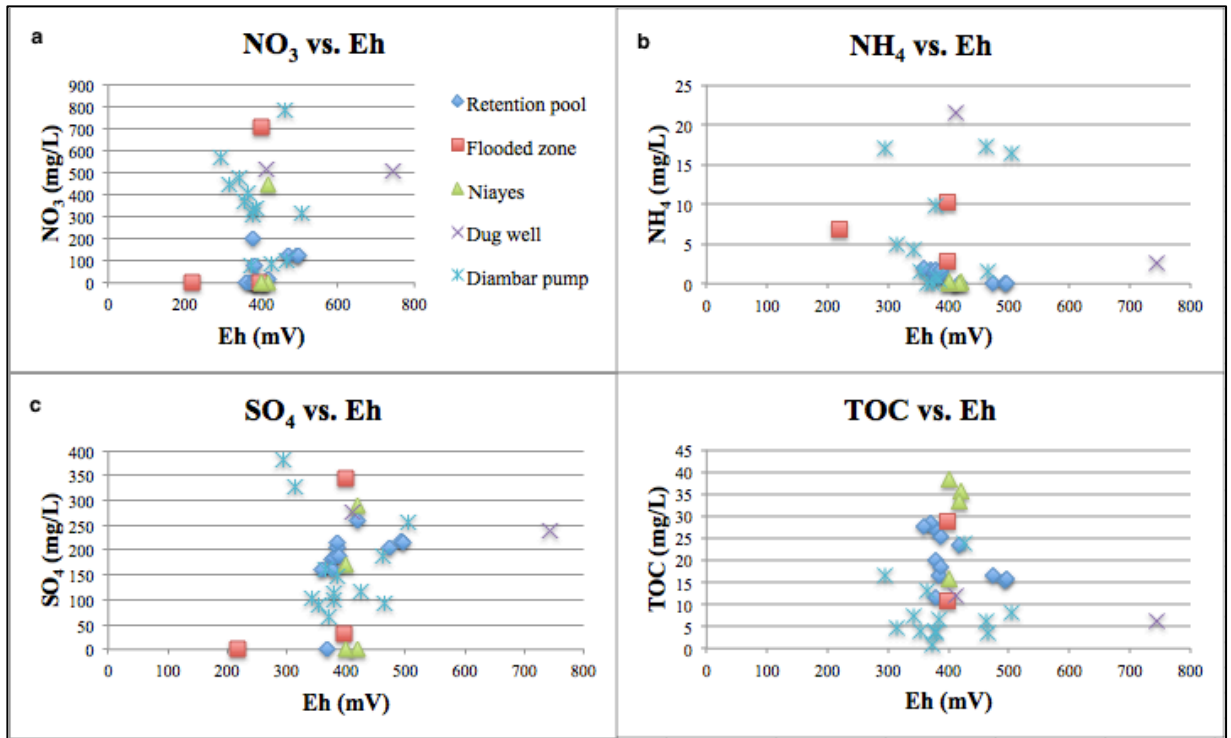 a
NO₃ vs. Eh
NO₃ (mg/L)
900
800
700
600
500
400
300
200
100
0
0 200 400 600 800
Eh (mV)
Retention pool
Flooded zone
Niayes
Dug well
Diambar pump
b
NH₄ vs. Eh
NH₄ (mg/L)
25
20
15
10
5
0
0 100 200 300 400 500 600 700 800
Eh (mV)
c
SO₄ vs. Eh
SO₄ (mg/L)
400
350
300
250
200
150
100
50
0
0 100 200 300 400 500 600 700 800
Eh (mV)
TOC vs. Eh
TOC (mg/L)
45
40
35
30
25
20
15
10
5
0
0 100 200 300 400 500 600 700 800
Eh (mV)